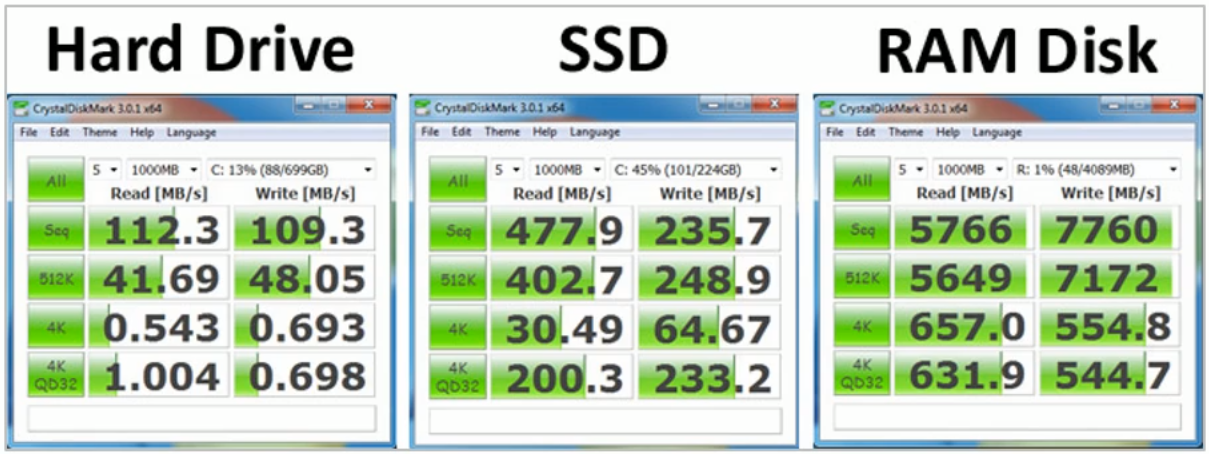 Hard Drive
CrystalDiskMark 3.0.1 x64
File Edit Theme Help Language
All
5 1000MB C: 13% (88/699GB)
Read [MB/s] Write [MB/s]
Seq 112.3 109.3
512K 41.69 48.05
4K 0.543 0.693
4K QD32 1.004 0.698
SSD
CrystalDiskMark 3.0.1 x64
File Edit Theme Help Language
All
5 1000MB C: 45% (101/224GB)
Read [MB/s] Write [MB/s]
Seq 477.9 235.7
512K 402.7 248.9
4K 30.49 64.67
4K QD32 200.3 233.2
RAM Disk
CrystalDiskMark 3.0.1 x64
File Edit Theme Help Language
All
5 1000MB R: 1% (48/4089MB)
Read [MB/s] Write [MB/s]
Seq 5766 7760
512K 5649 7172
4K 657.0 554.8
4K QD32 631.9 544.7